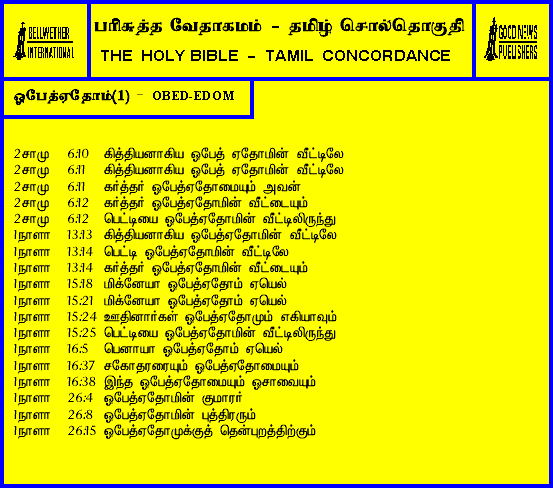 BELLWETHER
INTERNATIONAL
பரிசுத்த வேதாகமம் - தமிழ் சொல்தொகுதி
THE HOLY BIBLE - TAMIL CONCORDANCE
GOOD NEWS
PUBLISHERS
ஓபேத்ஏதோம்(1) - OBED-EDOM
2சாமு 6:10 கித்தியனாகிய ஓபேத் ஏதோமின் வீட்டிலே
2சாமு 6:11 கித்தியனாகிய ஓபேத் ஏதோமின் வீட்டிலே
2சாமு 6:11 கர்த்தர் ஓபேத்ஏதோமையும் அவன்
2சாமு 6:12 கர்த்தர் ஓபேத்ஏதோமின் வீட்டையும்
2சாமு 6:12 பெட்டியை ஓபேத்ஏதோமின் வீட்டிலிருந்து
1நாளா 13:13 கித்தியனாகிய ஓபேத்ஏதோமின் வீட்டிலே
1நாளா 13:14 பெட்டி ஓபேத்ஏதோமின் வீட்டிலே
1நாளா 13:14 கர்த்தர் ஓபேத்ஏதோமின் வீட்டையும்
1நாளா 15:18 மிக்னேயா ஓபேத்ஏதோம் ஏயெல்
1நாளா 15:21 மிக்னேயா ஓபேத்ஏதோம் ஏயெல்
1நாளா 15:24 ஊதினார்கள் ஓபேத்ஏதோமும் எகியாவும்
1நாளா 15:25 பெட்டியை ஓபேத்ஏதோமின் வீட்டிலிருந்து
1நாளா 16:5 பெனாயா ஓபேத்ஏதோம் ஏயெல்
1நாளா 16:37 சகோதரரையும் ஓபேத்ஏதோமையும்
1நாளா 16:38 இந்த ஓபேத்ஏதோமையும் ஓசாவையும்
1நாளா 26:4 ஓபேத்ஏதோமின் குமாரர்
1நாளா 26:8 ஓபேத்ஏதோமின் புத்திரரும்
1நாளா 26:15 ஓபேத்ஏதோமுக்குத் தென்புறத்திற்கும்